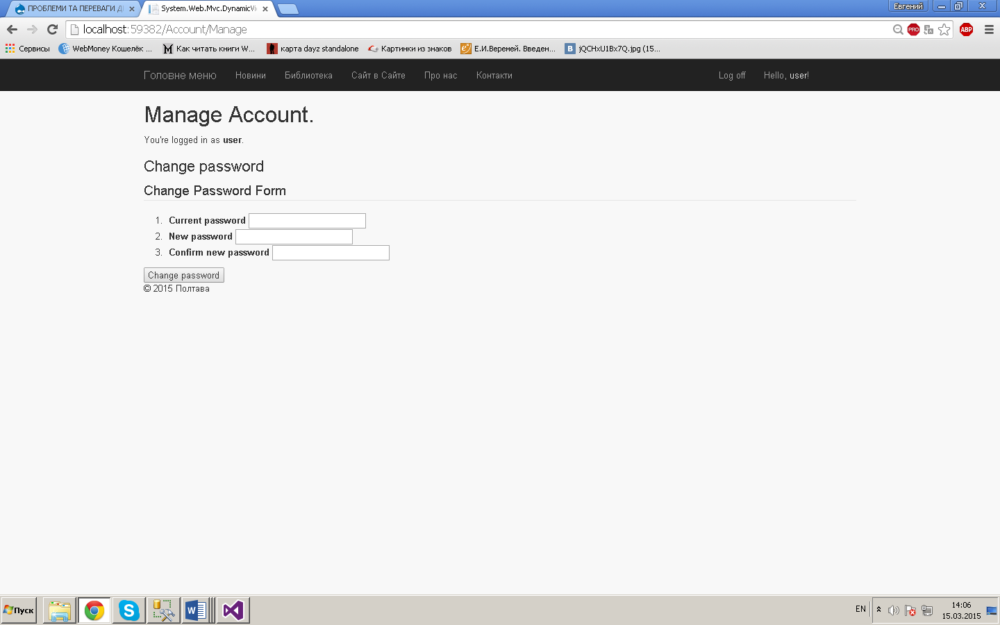 ПРОБЛЕМИ ТА ПЕРЕВАГИ Д
System.Web.Mvc.DynamicVi
Евгений
localhost:59382/Account/Manage
PRO
ABP
Сервисы
WebMoney Кошелёк ...
Как читать книги W...
карта dayz standalone
Картинки из знаков
Е.И.Веремей. Введен...
jQCHxU1Bx7Q.jpg (15...
Головне меню Новини Библиотека Сайт в Сайте Про нас Контакти Log off Hello, user!
Manage Account.
You're logged in as user.
Change password
Change Password Form
1. Current password
2. New password
3. Confirm new password
Change password
© 2015 Полтава
Пуск
EN
14:06
15.03.2015